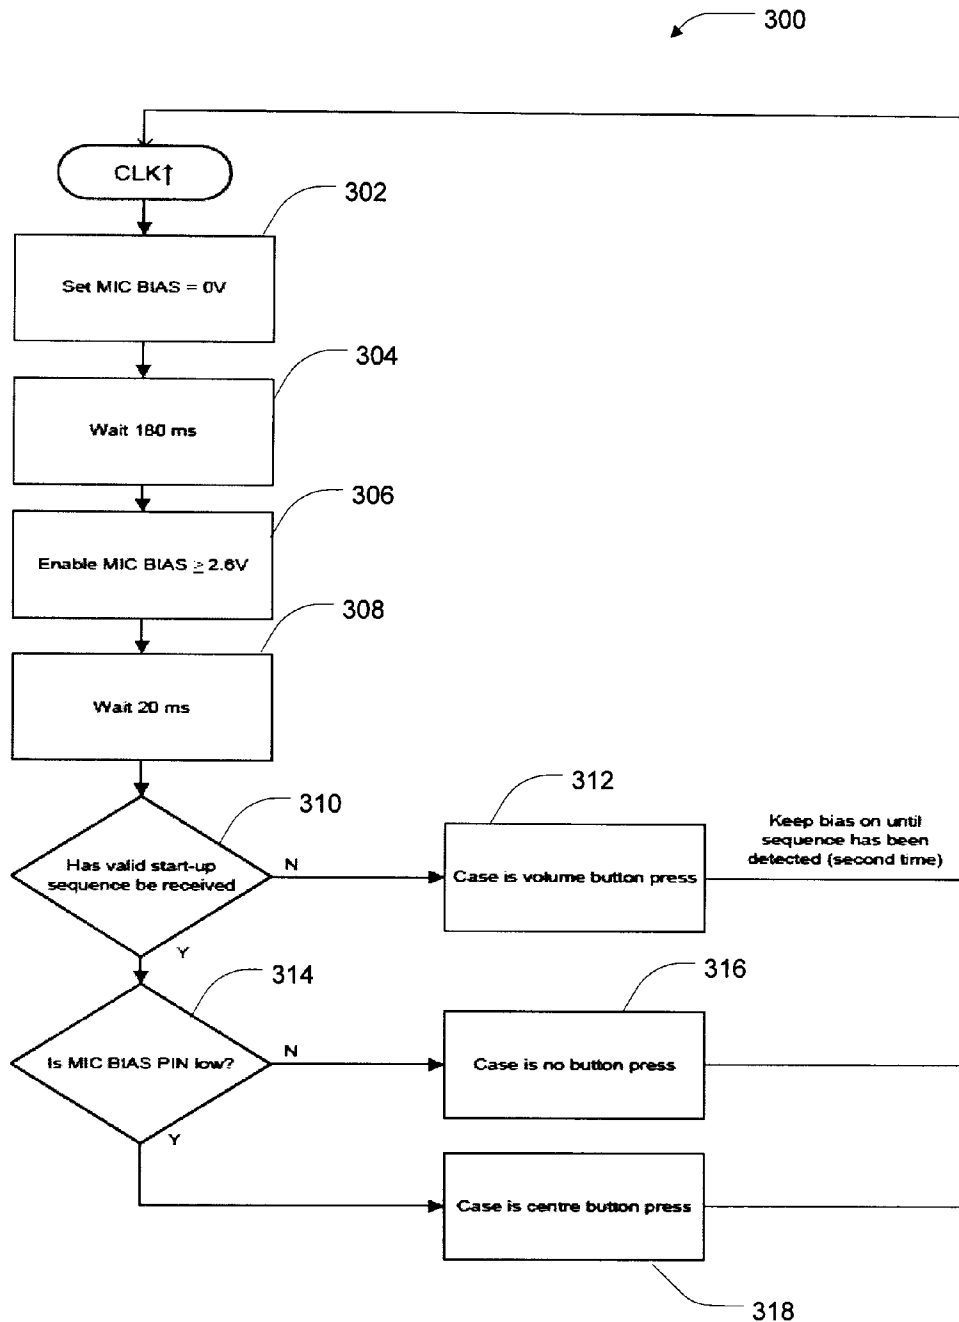 300
CLK↑
302
Set MIC BIAS = 0V
304
Wait 180 ms
306
Enable MIC BIAS ≥ 2.6V
308
Wait 20 ms
310
Has valid start-up
sequence be received
N
Y
312
Case is volume button press
Keep bias on until
sequence has been
detected (second time)
314
Is MIC BIAS PIN low?
N
Y
316
Case is no button press
Case is centre button press
318